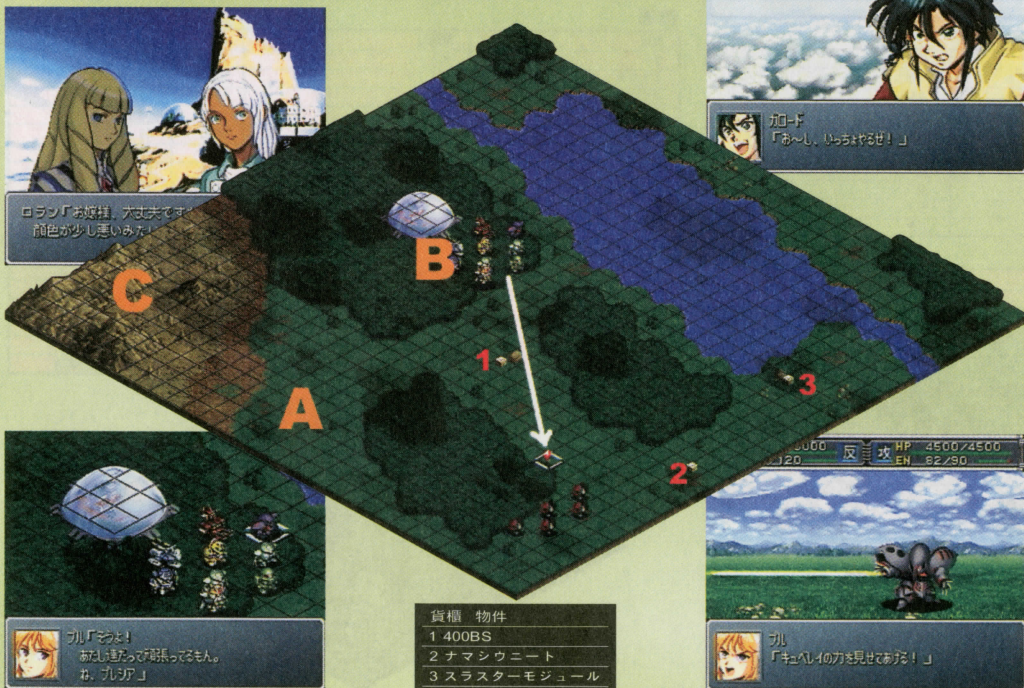 ロラン「お嬢様、大丈夫です
顔色が少し悪いみた
ガロード
「お～し、いっちょやるぜ！」
C
B
A
1
2
3
反 攻 HP 4500/4500
120 EN 82/90
プル「そうよ！
あたし達だって頑張ってるもん。
ね、プレシア」
貨櫃 物件
1 400BS
2 ナマシウニート
3 スラスターモジュール
プル
「キュベレイの力を見せてあげる！」